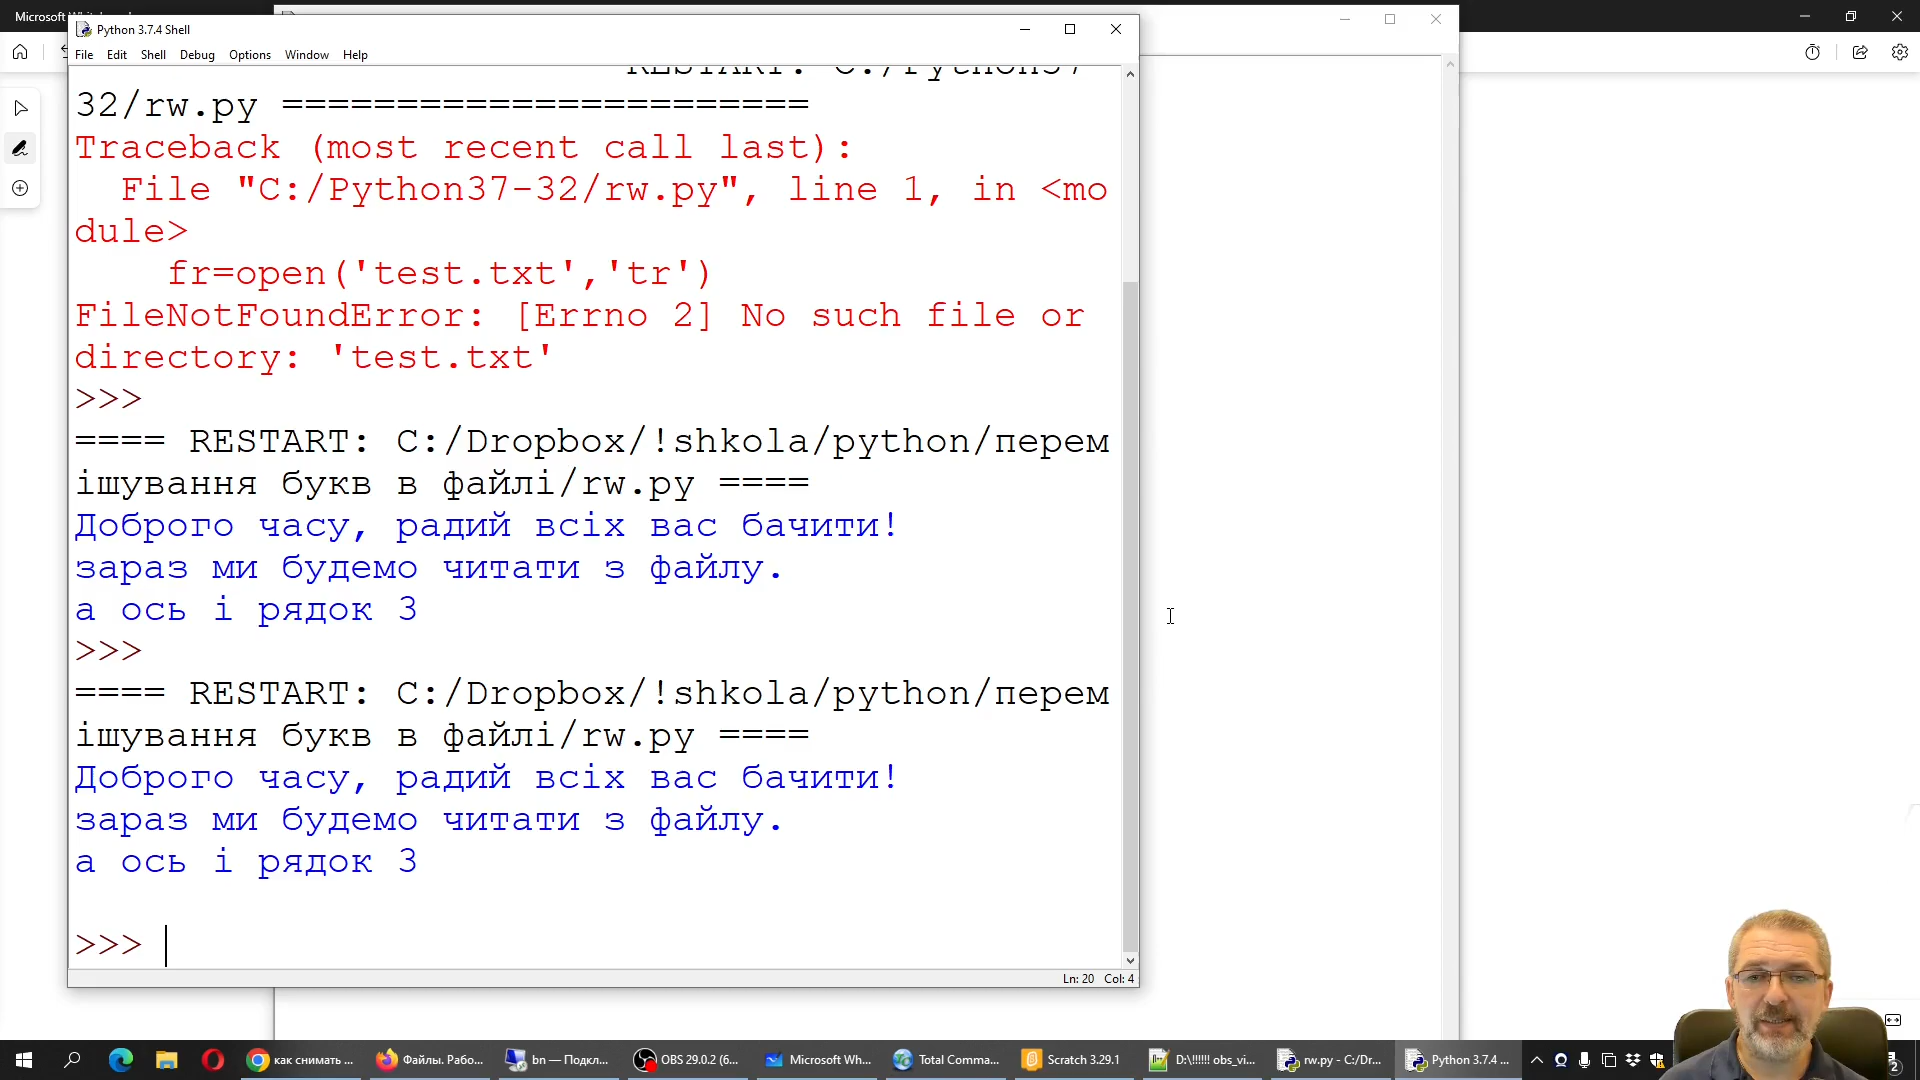 Microsoft Whiteboard
Python 3.7.4 Shell
File Edit Shell Debug Options Window Help
RESTART: C:/Python37-
32/rw.py =======================
Traceback (most recent call last):
  File "C:/Python37-32/rw.py", line 1, in <mo
dule>
    fr=open('test.txt','tr')
FileNotFoundError: [Errno 2] No such file or
directory: 'test.txt'
>>>
==== RESTART: C:/Dropbox/!shkola/python/перем
ішування букв в файлі/rw.py ====
Доброго часу, радий всіх вас бачити!
зараз ми будемо читати з файлу.
а ось і рядок 3
>>>
==== RESTART: C:/Dropbox/!shkola/python/перем
ішування букв в файлі/rw.py ====
Доброго часу, радий всіх вас бачити!
зараз ми будемо читати з файлу.
а ось і рядок 3
>>>
Ln: 20 Col: 4
как снимать ... Файлы. Рабо... bn — Подкл... OBS 29.0.2 (6... Microsoft Wh... Total Comma... Scratch 3.29.1 D:\!!!!!! obs_vi... rw.py - C:/Dr... Python 3.7.4 ... 2